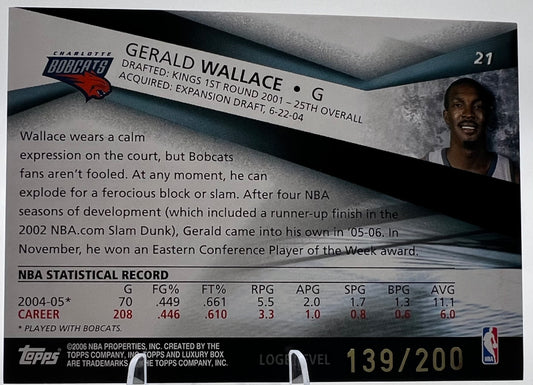 CHARLOTTE
BOBCATS
GERALD WALLACE • G
DRAFTED: KINGS 1ST ROUND 2001 – 25TH OVERALL
ACQUIRED: EXPANSION DRAFT, 6-22-04
21
Wallace wears a calm
expression on the court, but Bobcats
fans aren't fooled. At any moment, he can
explode for a ferocious block or slam. After four NBA
seasons of development (which included a runner-up finish in the
2002 NBA.com Slam Dunk), Gerald came into his own in '05-06. In
November, he won an Eastern Conference Player of the Week award.
NBA STATISTICAL RECORD
G FG% FT% RPG APG SPG BPG AVG
2004-05* 70 .449 .661 5.5 2.0 1.7 1.3 11.1
CAREER 208 .446 .610 3.3 1.0 0.8 0.6 6.0
* PLAYED WITH BOBCATS.
Topps
©2006 NBA PROPERTIES, INC. CREATED BY THE
TOPPS COMPANY, INC. TOPPS AND LUXURY BOX
ARE TRADEMARKS THE TOPPS COMPANY, INC.
LOGE LEVEL
139/200
NBA